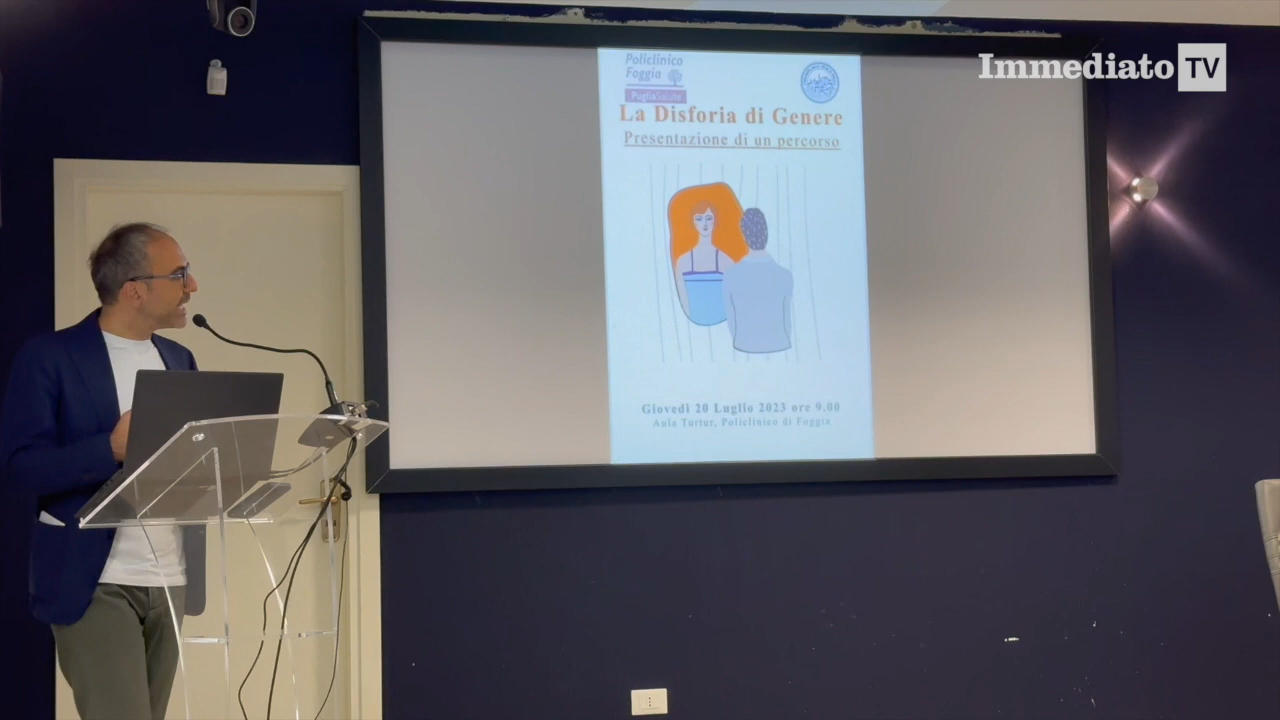 Immediato TV
Policlinico
Foggia
PugliaSalute
La Disforia di Genere
Presentazione di un percorso
Giovedì 20 Luglio 2023 ore 9.00
Aula Turtur, Policlinico di Foggia